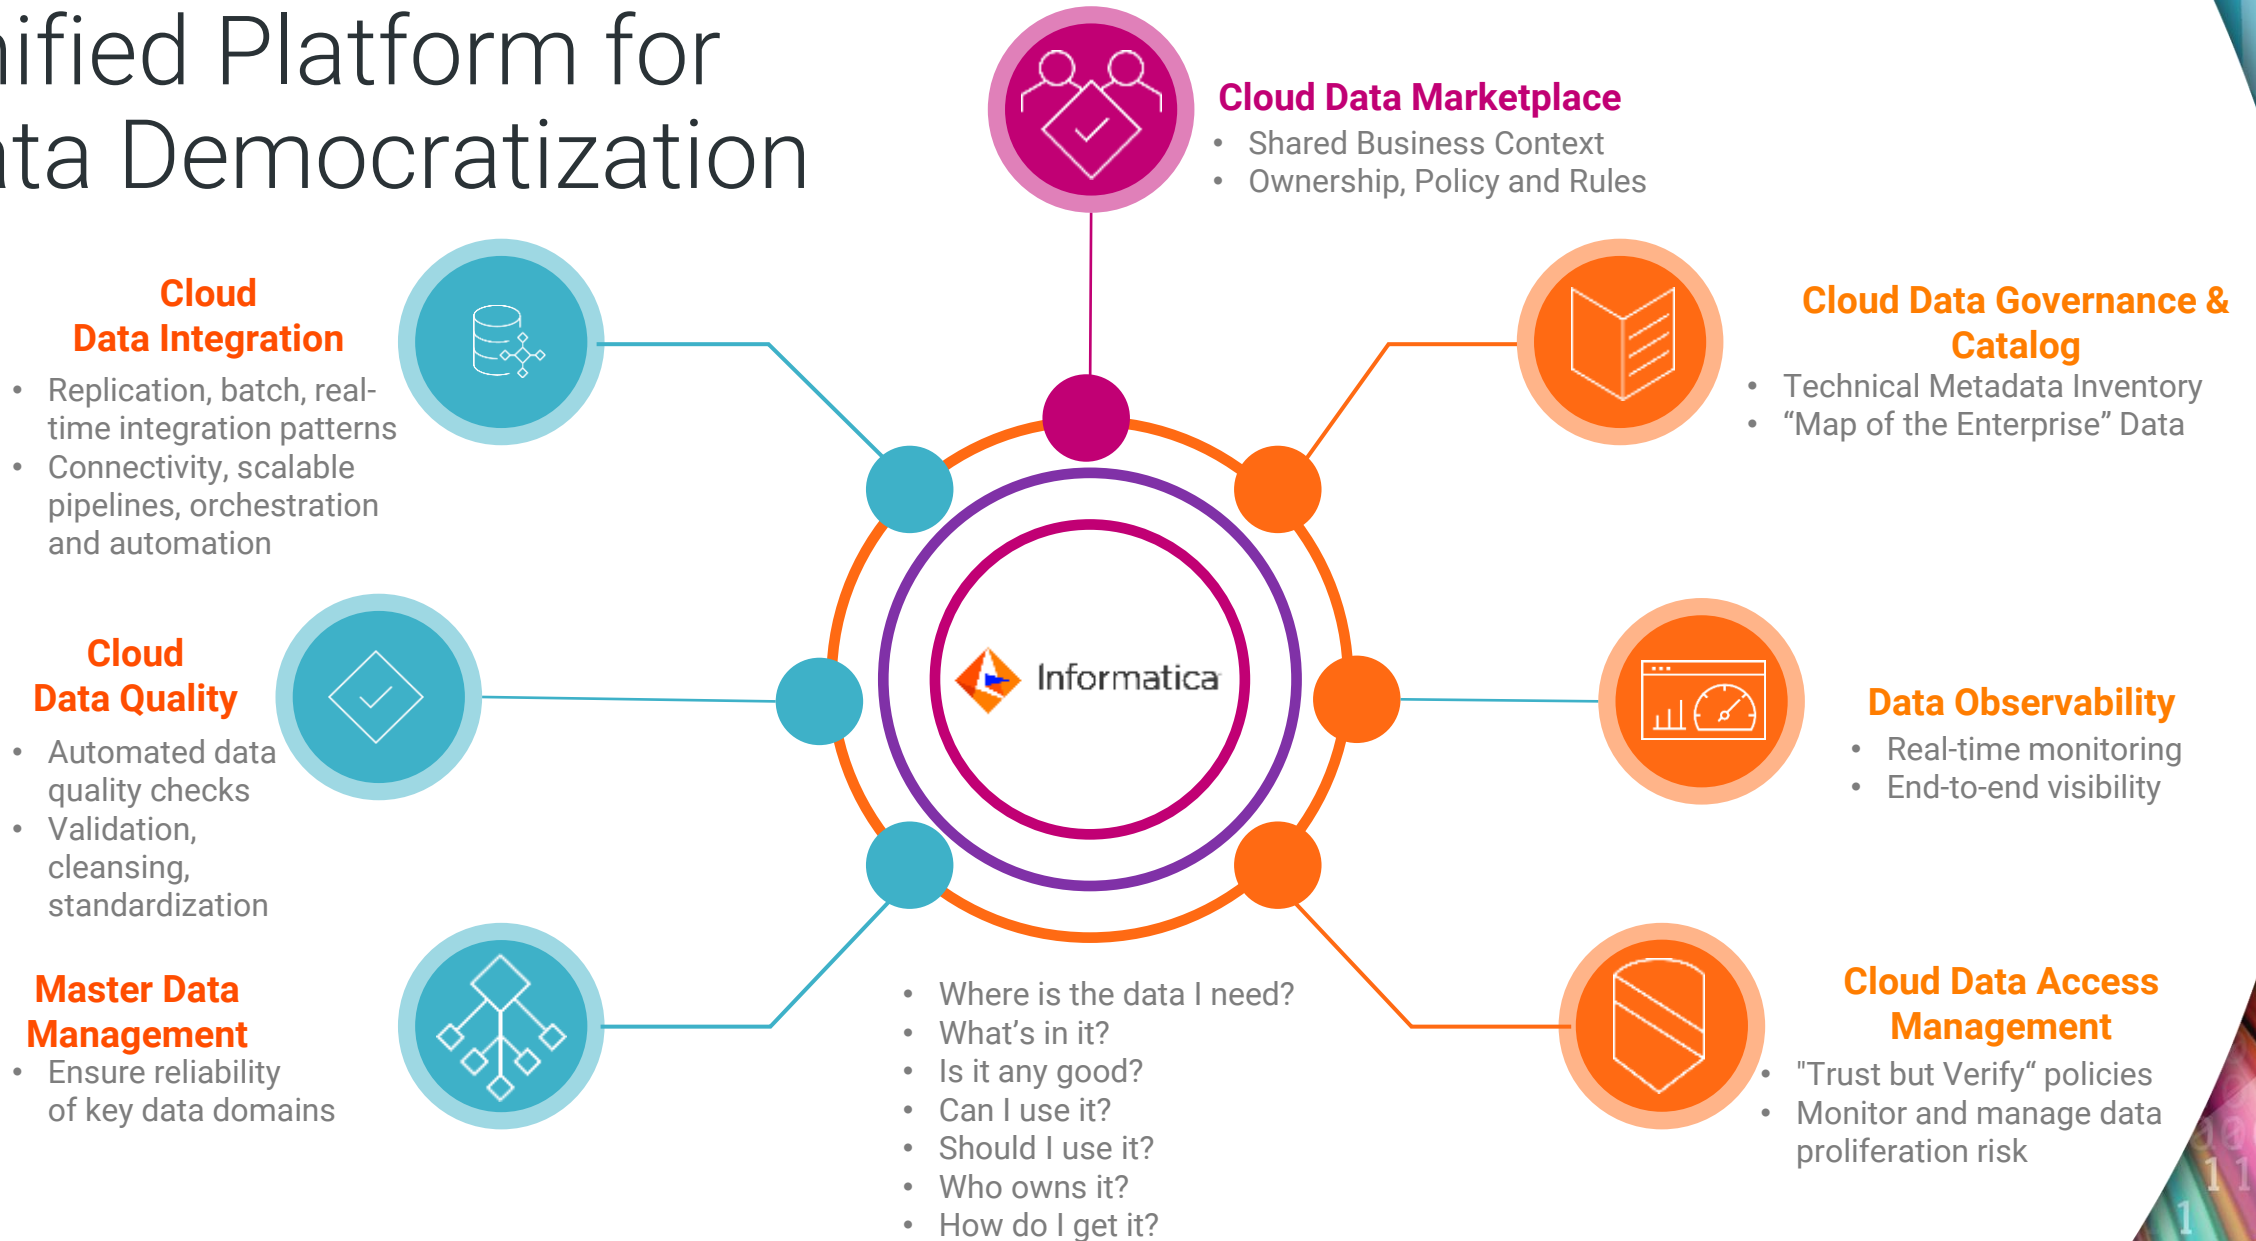 nified Platform for
ata Democratization
Cloud Data Marketplace
• Shared Business Context
• Ownership, Policy and Rules
Cloud
Data Integration
• Replication, batch, real-
time integration patterns
• Connectivity, scalable
pipelines, orchestration
and automation
Cloud Data Governance &
Catalog
• Technical Metadata Inventory
• “Map of the Enterprise” Data
Cloud
Data Quality
• Automated data
quality checks
• Validation,
cleansing,
standardization
Informatica
Data Observability
• Real-time monitoring
• End-to-end visibility
Master Data
Management
• Ensure reliability
of key data domains
• Where is the data I need?
• What’s in it?
• Is it any good?
• Can I use it?
• Should I use it?
• Who owns it?
• How do I get it?
Cloud Data Access
Management
• "Trust but Verify“ policies
• Monitor and manage data
proliferation risk